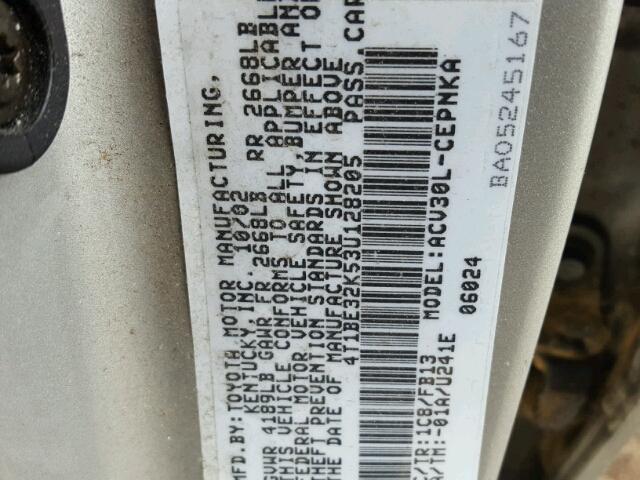 MFD.BY:TOYOTA MOTOR MANUFACTURING,
KENTUCKY, INC. 10/02
GVWR 4189LB GAWR FR 2668LB RR 2668LB
THIS VEHICLE CONFORMS TO ALL APPLICABLE
FEDERAL MOTOR VEHICLE SAFETY,BUMPER AND
THEFT PREVENTION STANDARDS IN EFFECT ON
THE DATE OF MANUFACTURE SHOWN ABOVE
4T1BE32K53U128205 PASS.CAR
C/TR:1C8/FB13 MODEL:ACV30L-CEPNKA
A/TM:-01A/U241E 06024
BA05245167